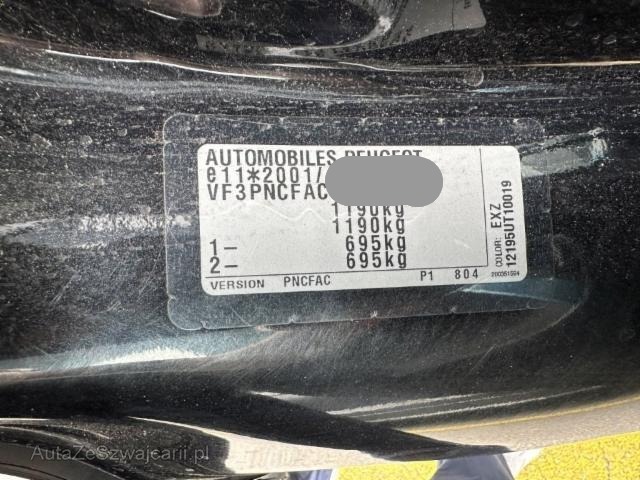 AUTOMOBILES PEUGEOT
e11*2001/
VF3PNCFAC
1190kg
1190kg
1- 695kg
2- 695kg
VERSION PNCFAC P1 804
COLOR: EXZ
12195UT10019
200351594
AutaZeSzwajcarii.pl